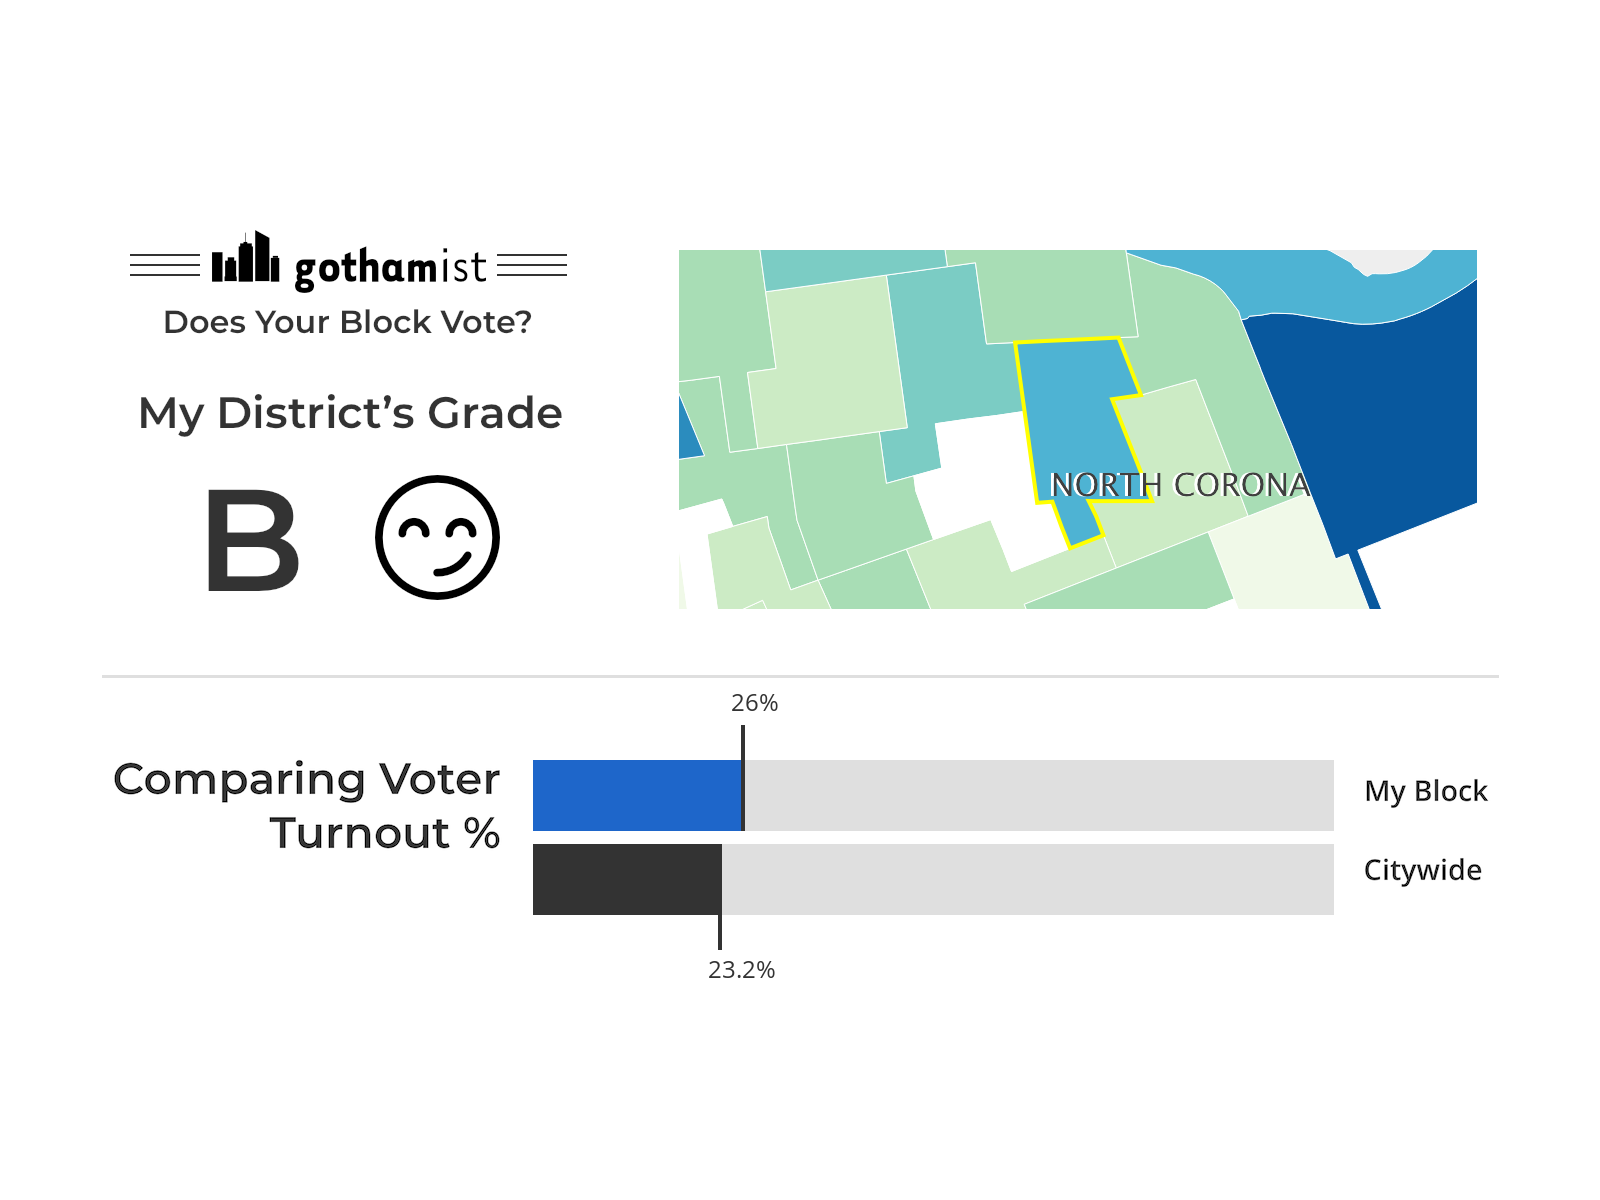 gothamist
Does Your Block Vote?
My District’s Grade
B
NORTH CORONA
26%
Comparing Voter
Turnout %
My Block
Citywide
23.2%